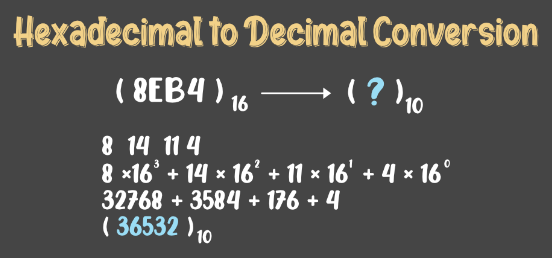 Hexadecimal to Decimal Conversion
( 8EB4 )₁₆ ⟶ ( ? )₁₀
8 14 11 4
8 ×16³ + 14 × 16² + 11 × 16¹ + 4 × 16⁰
32768 + 3584 + 176 + 4
( 36532 )₁₀